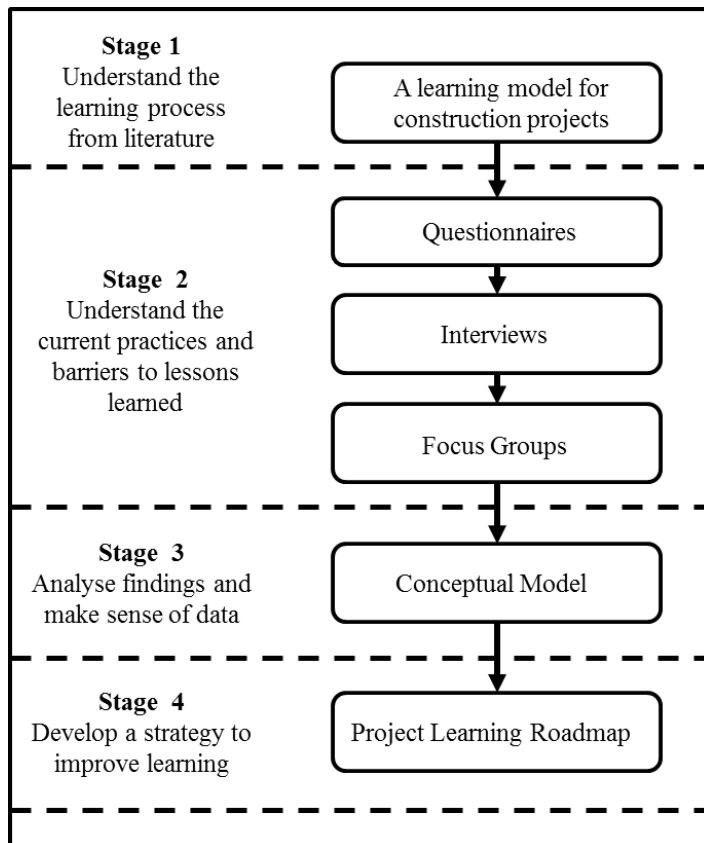 Stage 1
Understand the
learning process
from literature
A learning model for
construction projects
Stage 2
Understand the
current practices and
barriers to lessons
learned
Questionnaires
Interviews
Focus Groups
Stage 3
Analyse findings and
make sense of data
Conceptual Model
Stage 4
Develop a strategy to
improve learning
Project Learning Roadmap